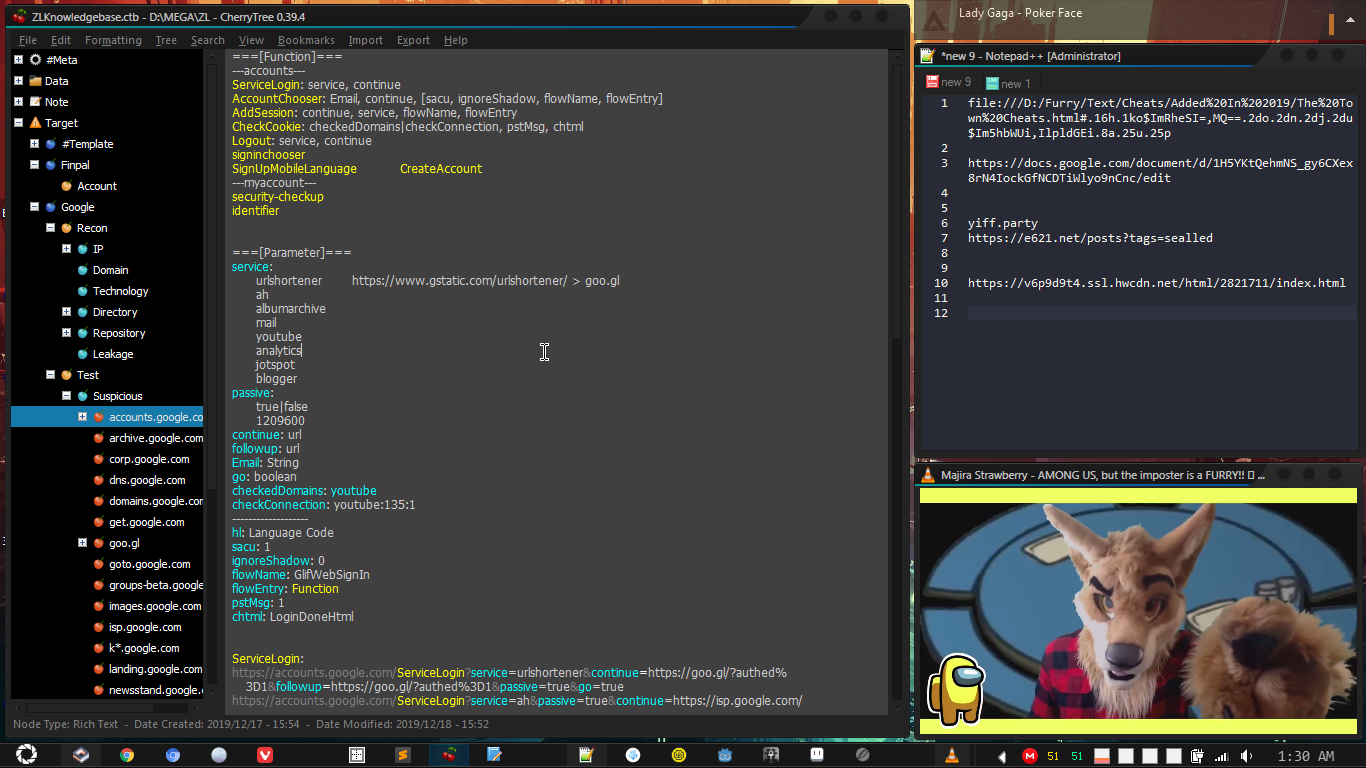 ZLKnowledgebase.ctb - D:\MEGA\ZL - CherryTree 0.39.4
File Edit Formatting Tree Search View Bookmarks Import Export Help
#Meta
Data
Note
Target
#Template
Finpal
Account
Google
Recon
IP
Domain
Technology
Directory
Repository
Leakage
Test
Suspicious
accounts.google.co
archive.google.com
corp.google.com
dns.google.com
domains.google.com
get.google.com
goo.gl
goto.google.com
groups-beta.google
images.google.com
isp.google.com
k*.google.com
landing.google.com
newsstand.google.c
===[Function]===
---accounts---
ServiceLogin: service, continue
AccountChooser: Email, continue, [sacu, ignoreShadow, flowName, flowEntry]
AddSession: continue, service, flowName, flowEntry
CheckCookie: checkedDomains|checkConnection, pstMsg, chtml
Logout: service, continue
signinchooser
SignUpMobileLanguage CreateAccount
---myaccount---
security-checkup
identifier
===[Parameter]===
service:
urlshortener https://www.gstatic.com/urlshortener/ > goo.gl
ah
albumarchive
mail
youtube
analytics
jotspot
blogger
passive:
true|false
1209600
continue: url
followup: url
Email: String
go: boolean
checkedDomains: youtube
checkConnection: youtube:135:1
-------------------
hl: Language Code
sacu: 1
ignoreShadow: 0
flowName: GlifWebSignIn
flowEntry: Function
pstMsg: 1
chtml: LoginDoneHtml
ServiceLogin:
https://accounts.google.com/ServiceLogin?service=urlshortener&continue=https://goo.gl/?authed%
3D1&followup=https://goo.gl/?authed%3D1&passive=true&go=true
https://accounts.google.com/ServiceLogin?service=ah&passive=true&continue=https://isp.google.com/
Node Type: Rich Text - Date Created: 2019/12/17 - 15:54 - Date Modified: 2019/12/18 - 15:52
Lady Gaga - Poker Face
*new 9 - Notepad++ [Administrator]
new 9 new 1
1 file:///D:/Furry/Text/Cheats/Added%20In%202019/The%20To
wn%20Cheats.html#.16h.1ko$ImRheSI=,MQ==.2do.2dn.2dj.2du
$Im5hbWUi,IlpldGEi.8a.25u.25p
2
3 https://docs.google.com/document/d/1H5YKtQehmNS_gy6CXex
8rN4IockGfNCDTiWlyo9nCnc/edit
4
5
6 yiff.party
7 https://e621.net/posts?tags=sealled
8
9
10 https://v6p9d9t4.ssl.hwcdn.net/html/2821711/index.html
11
12
Majira Strawberry - AMONG US, but the imposter is a FURRY!! ...
51 51
1:30 AM